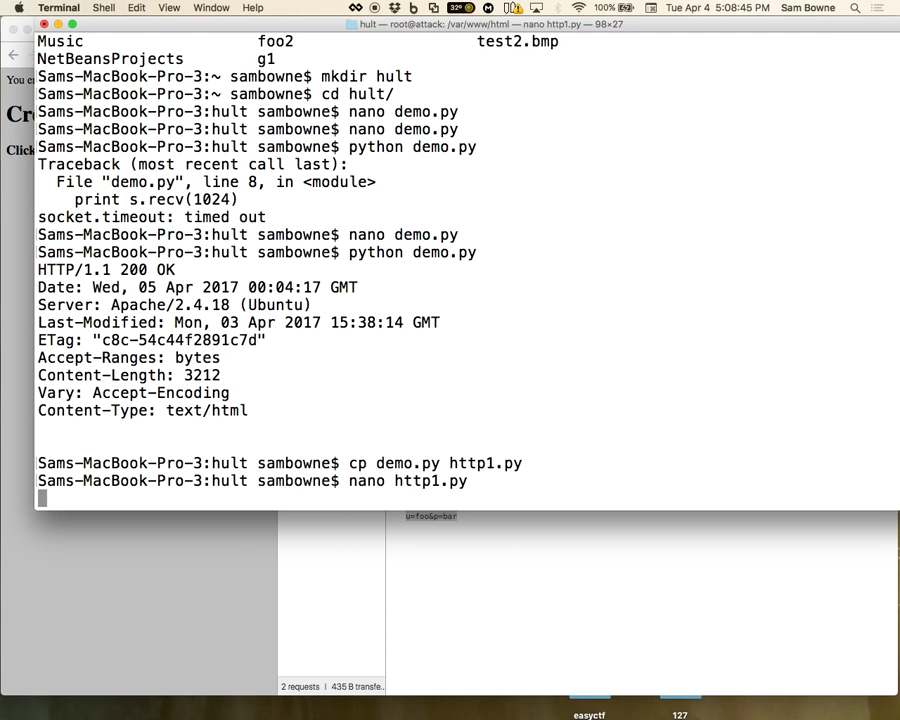 Terminal Shell Edit View Window Help 32° 100% Tue Apr 4 5:08:45 PM Sam Bowne
hult — root@attack: /var/www/html — nano http1.py — 98×27
Music foo2 test2.bmp
NetBeansProjects g1
Sams-MacBook-Pro-3:~ sambowne$ mkdir hult
Sams-MacBook-Pro-3:~ sambowne$ cd hult/
Sams-MacBook-Pro-3:hult sambowne$ nano demo.py
Sams-MacBook-Pro-3:hult sambowne$ nano demo.py
Sams-MacBook-Pro-3:hult sambowne$ python demo.py
Traceback (most recent call last):
File "demo.py", line 8, in <module>
print s.recv(1024)
socket.timeout: timed out
Sams-MacBook-Pro-3:hult sambowne$ nano demo.py
Sams-MacBook-Pro-3:hult sambowne$ python demo.py
HTTP/1.1 200 OK
Date: Wed, 05 Apr 2017 00:04:17 GMT
Server: Apache/2.4.18 (Ubuntu)
Last-Modified: Mon, 03 Apr 2017 15:38:14 GMT
ETag: "c8c-54c44f2891c7d"
Accept-Ranges: bytes
Content-Length: 3212
Vary: Accept-Encoding
Content-Type: text/html
Sams-MacBook-Pro-3:hult sambowne$ cp demo.py http1.py
Sams-MacBook-Pro-3:hult sambowne$ nano http1.py
You e
Cre
Click
u=foo&p=bar
2 requests | 435 B transfe..
easyctf 127